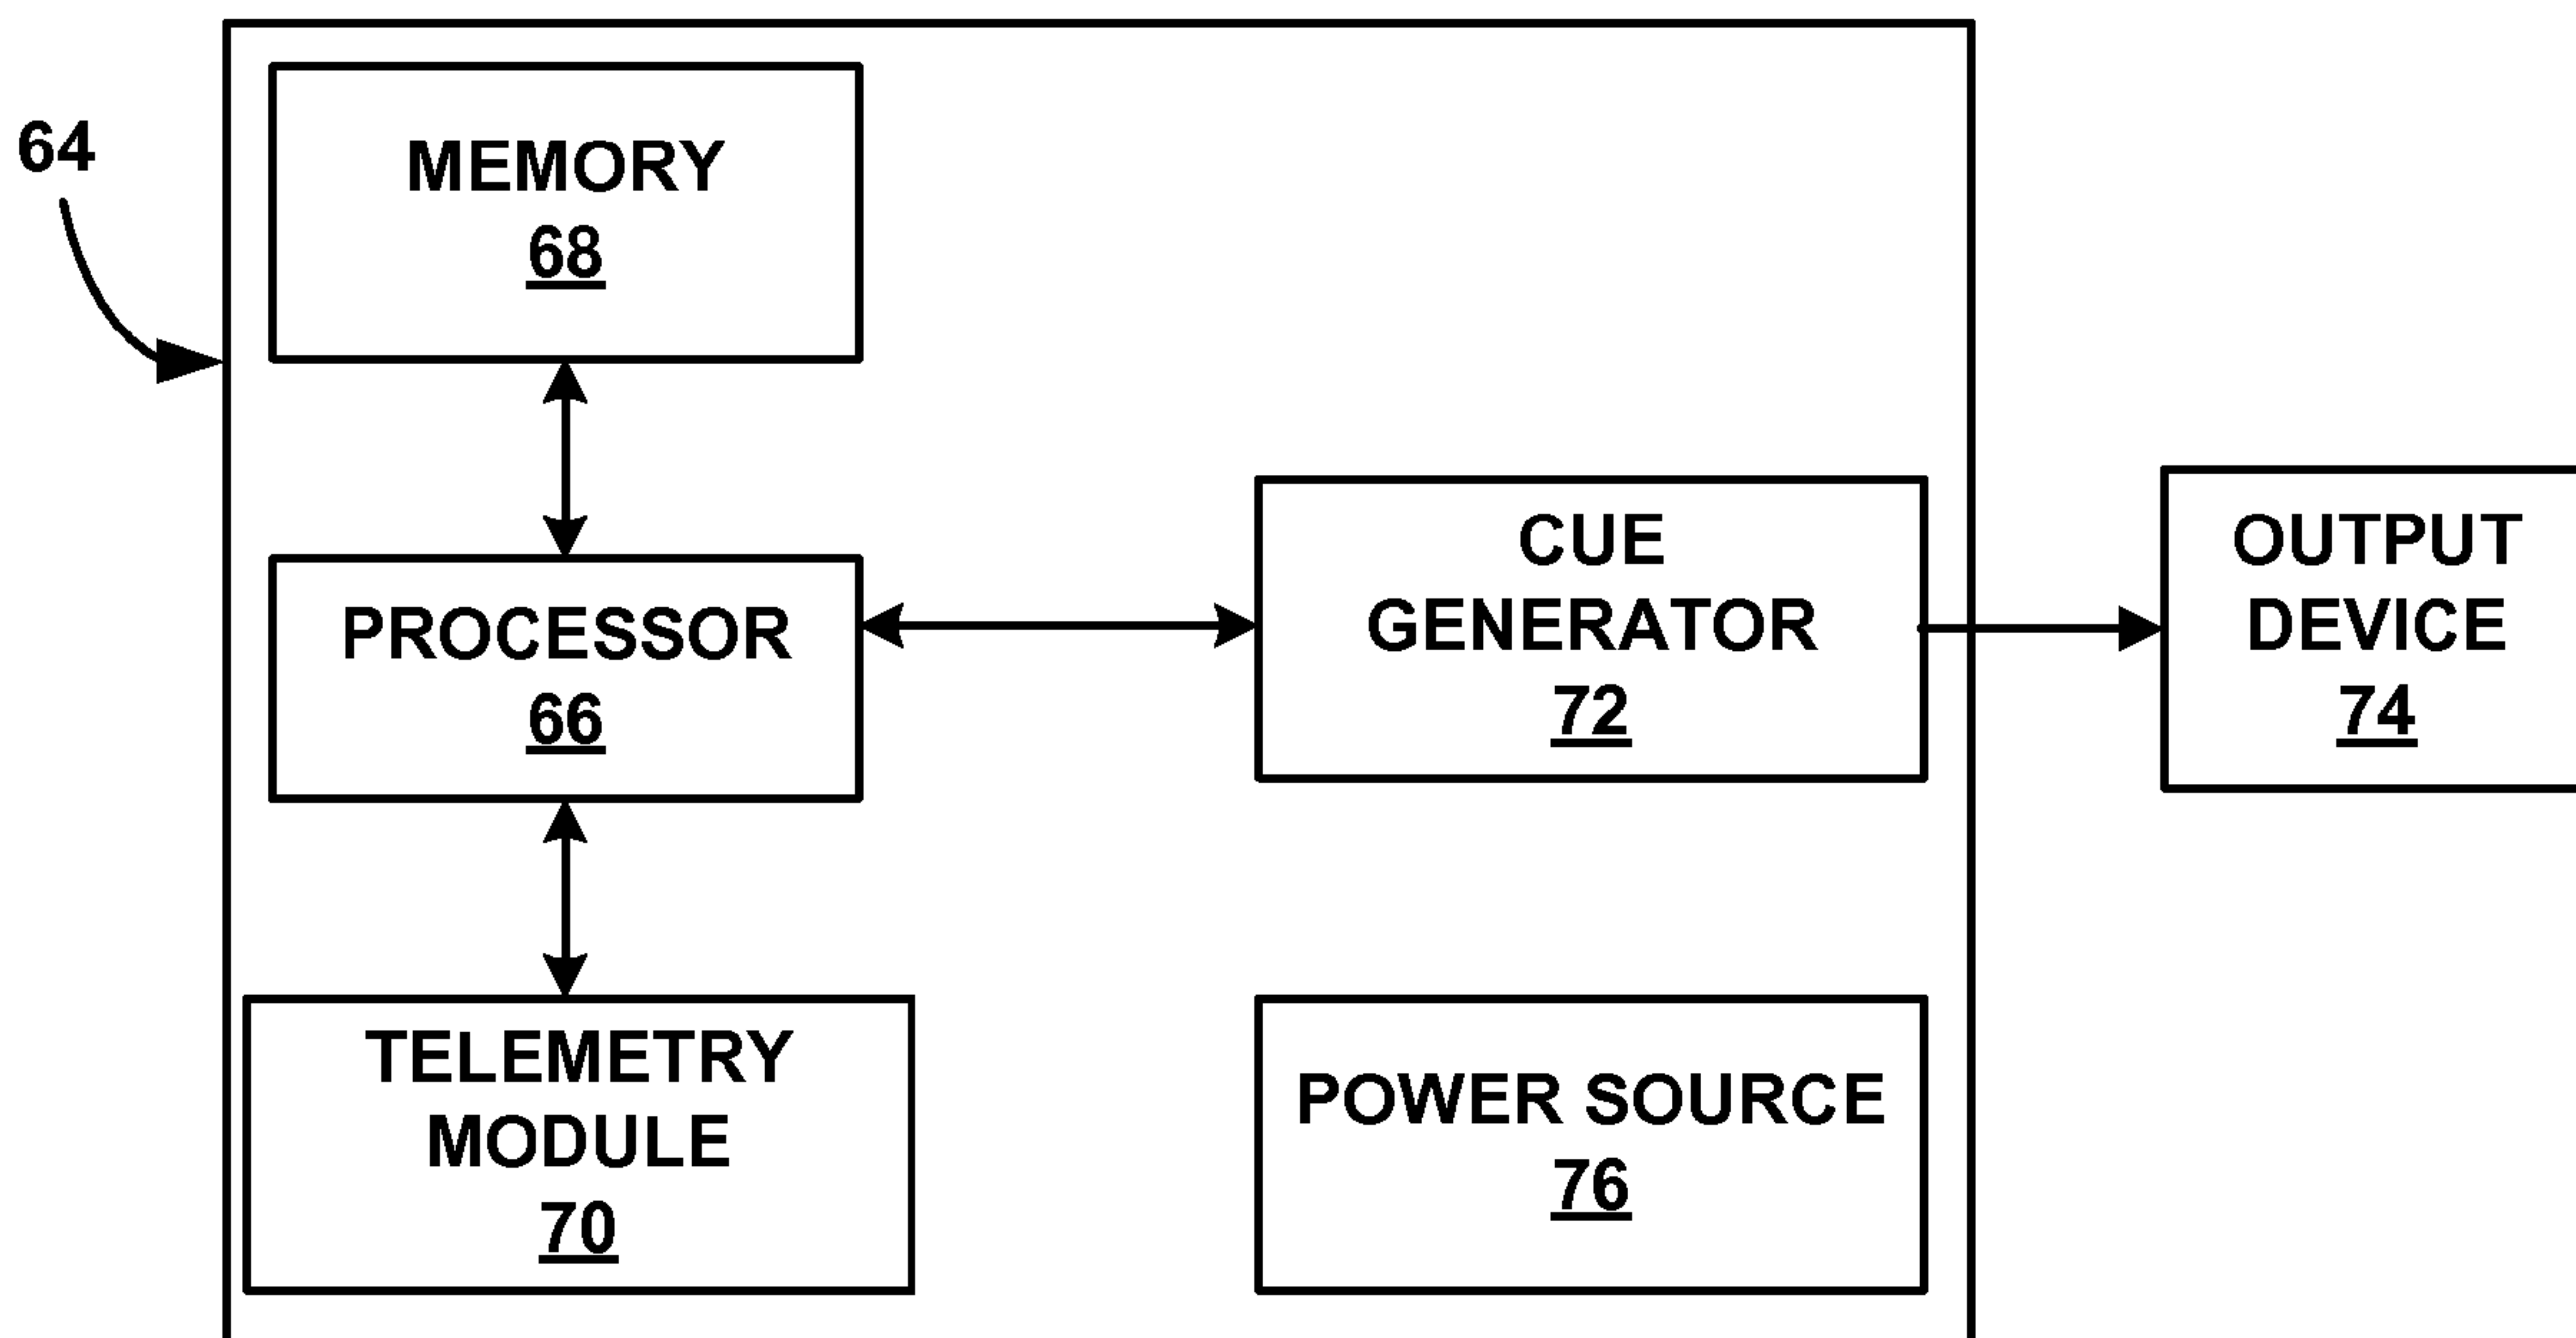 64
MEMORY
68
PROCESSOR
66
CUE
GENERATOR
72
OUTPUT
DEVICE
74
TELEMETRY
MODULE
70
POWER SOURCE
76